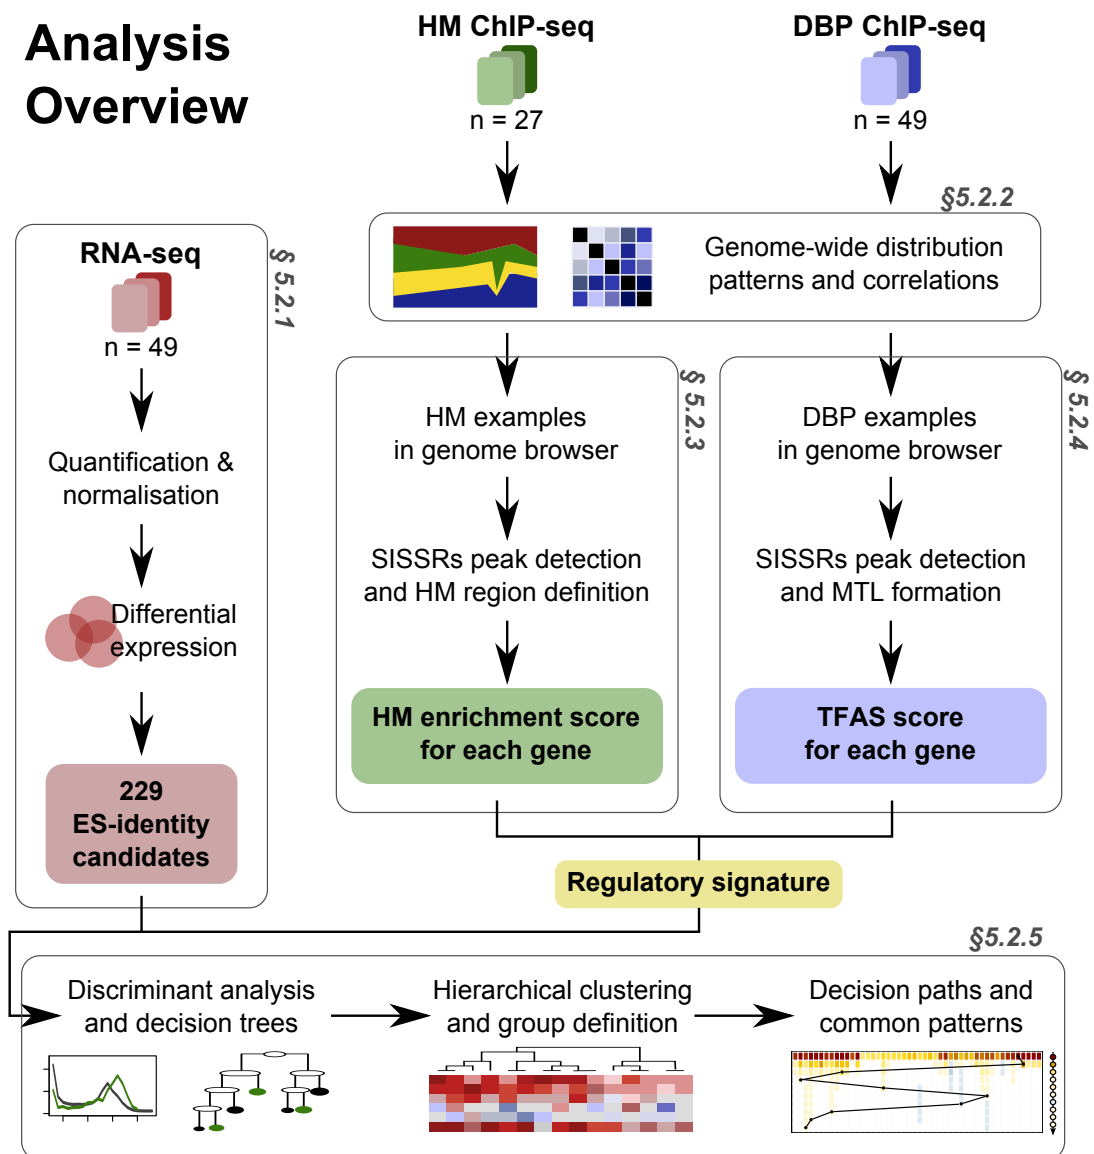 Analysis
Overview
HM ChIP-seq
n = 27
DBP ChIP-seq
n = 49
§5.2.2
Genome-wide distribution
patterns and correlations
RNA-seq
n = 49
§ 5.2.1
Quantification &
normalisation
Differential
expression
229
ES-identity
candidates
§ 5.2.3
HM examples
in genome browser
SISSRs peak detection
and HM region definition
HM enrichment score
for each gene
§ 5.2.4
DBP examples
in genome browser
SISSRs peak detection
and MTL formation
TFAS score
for each gene
Regulatory signature
§5.2.5
Discriminant analysis
and decision trees
Hierarchical clustering
and group definition
Decision paths and
common patterns